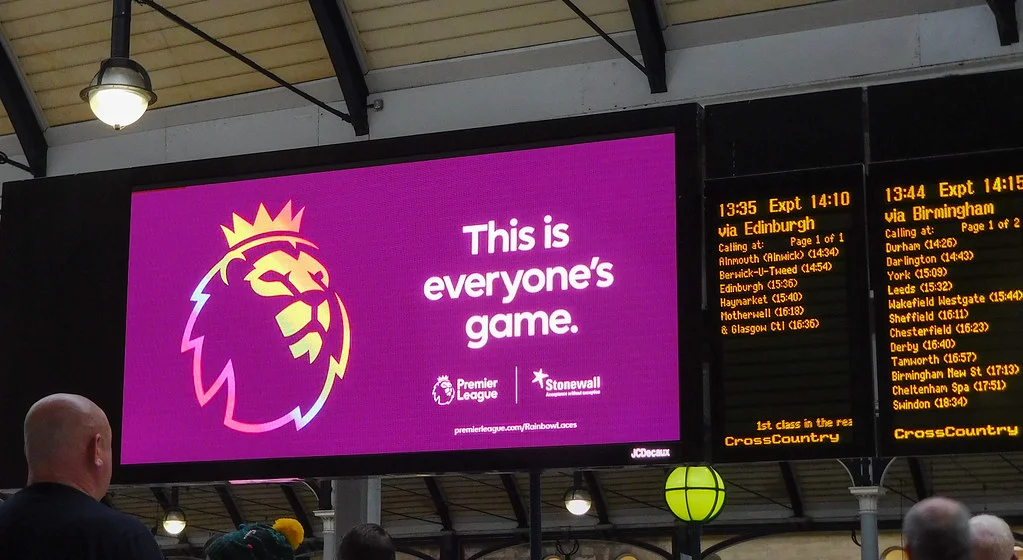 This is
everyone's
game.
Premier
League
Stonewall
Acceptance without exception
premierleague.com/RainbowLaces
JCDecaux
13:35 Expt 14:10
via Edinburgh
Calling at: Page 1 of 1
Alnmouth (Alnwick) (14:34)
Berwick-U-Tweed (14:54)
Edinburgh (15:36)
Haymarket (15:40)
Motherwell (16:18)
& Glasgow Ctl (16:36)
1st class in the rea
CrossCountry
13:44 Expt 14:15
via Birmingham
Calling at: Page 1 of 2
Durham (14:26)
Darlington (14:43)
York (15:09)
Leeds (15:32)
Wakefield Westgate (15:44)
Sheffield (16:11)
Chesterfield (16:23)
Derby (16:40)
Tamworth (16:57)
Birmingham New St (17:13)
Cheltenham Spa (17:51)
Swindon (18:34)
CrossCountry